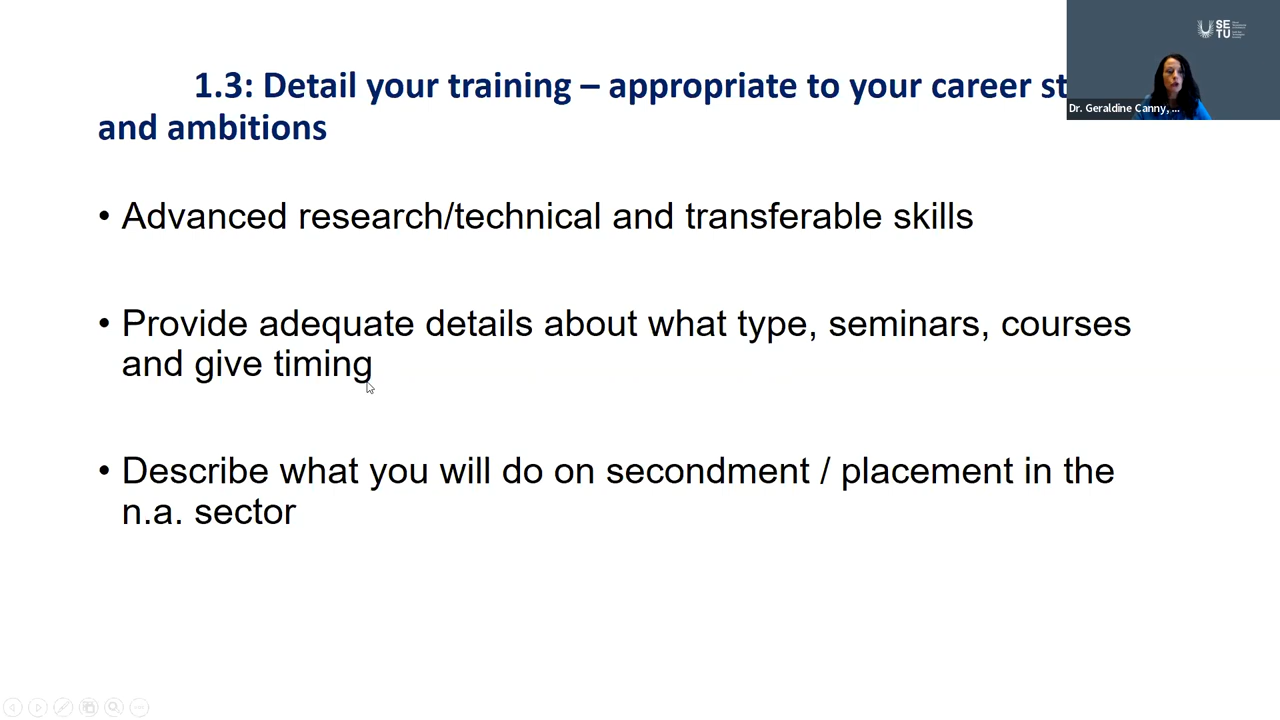 1.3: Detail your training – appropriate to your career st
and ambitions
SE
TU
Dr. Geraldine Canny, ...
• Advanced research/technical and transferable skills
• Provide adequate details about what type, seminars, courses
and give timing
• Describe what you will do on secondment / placement in the
n.a. sector